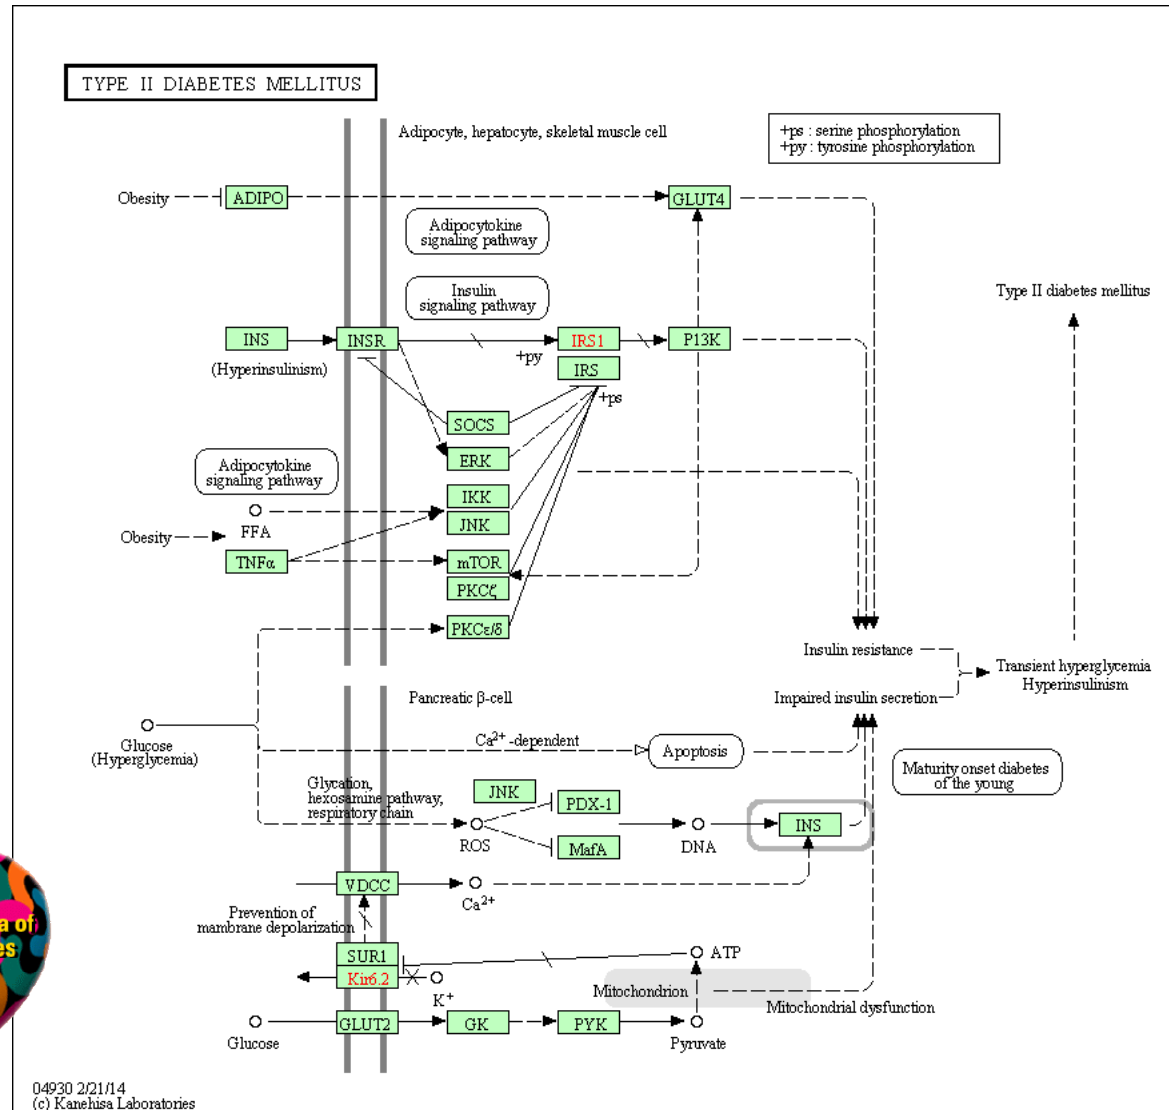 TYPE II DIABETES MELLITUS
Adipocyte, hepatocyte, skeletal muscle cell
+ps : serine phosphorylation
+py : tyrosine phosphorylation
Obesity
ADIPO
GLUT4
Adipocytokine
signaling pathway
Insulin
signaling pathway
Type II diabetes mellitus
INS
INSR
IRS1
P13K
(Hyperinsulinism)
+py
IRS
+ps
SOCS
ERK
Adipocytokine
signaling pathway
IKK
JNK
FFA
Obesity
TNFα
mTOR
PKCζ
PKCε/δ
Insulin resistance
Transient hyperglycemia
Hyperinsulinism
Impaired insulin secretion
Pancreatic β-cell
Glucose
(Hyperglycemia)
Ca2+ -dependent
Apoptosis
Maturity onset diabetes
of the young
Glycation,
hexosamine pathway,
respiratory chain
JNK
PDX-1
ROS
MafA
DNA
INS
VDCC
Ca2+
Prevention of
membrane depolarization
SUR1
Kir6.2
K+
ATP
Mitochondrion
Mitochondrial dysfunction
Glucose
GLUT2
GK
PYK
Pyruvate
a of
es
04930 2/21/14
(c) Kanehisa Laboratories